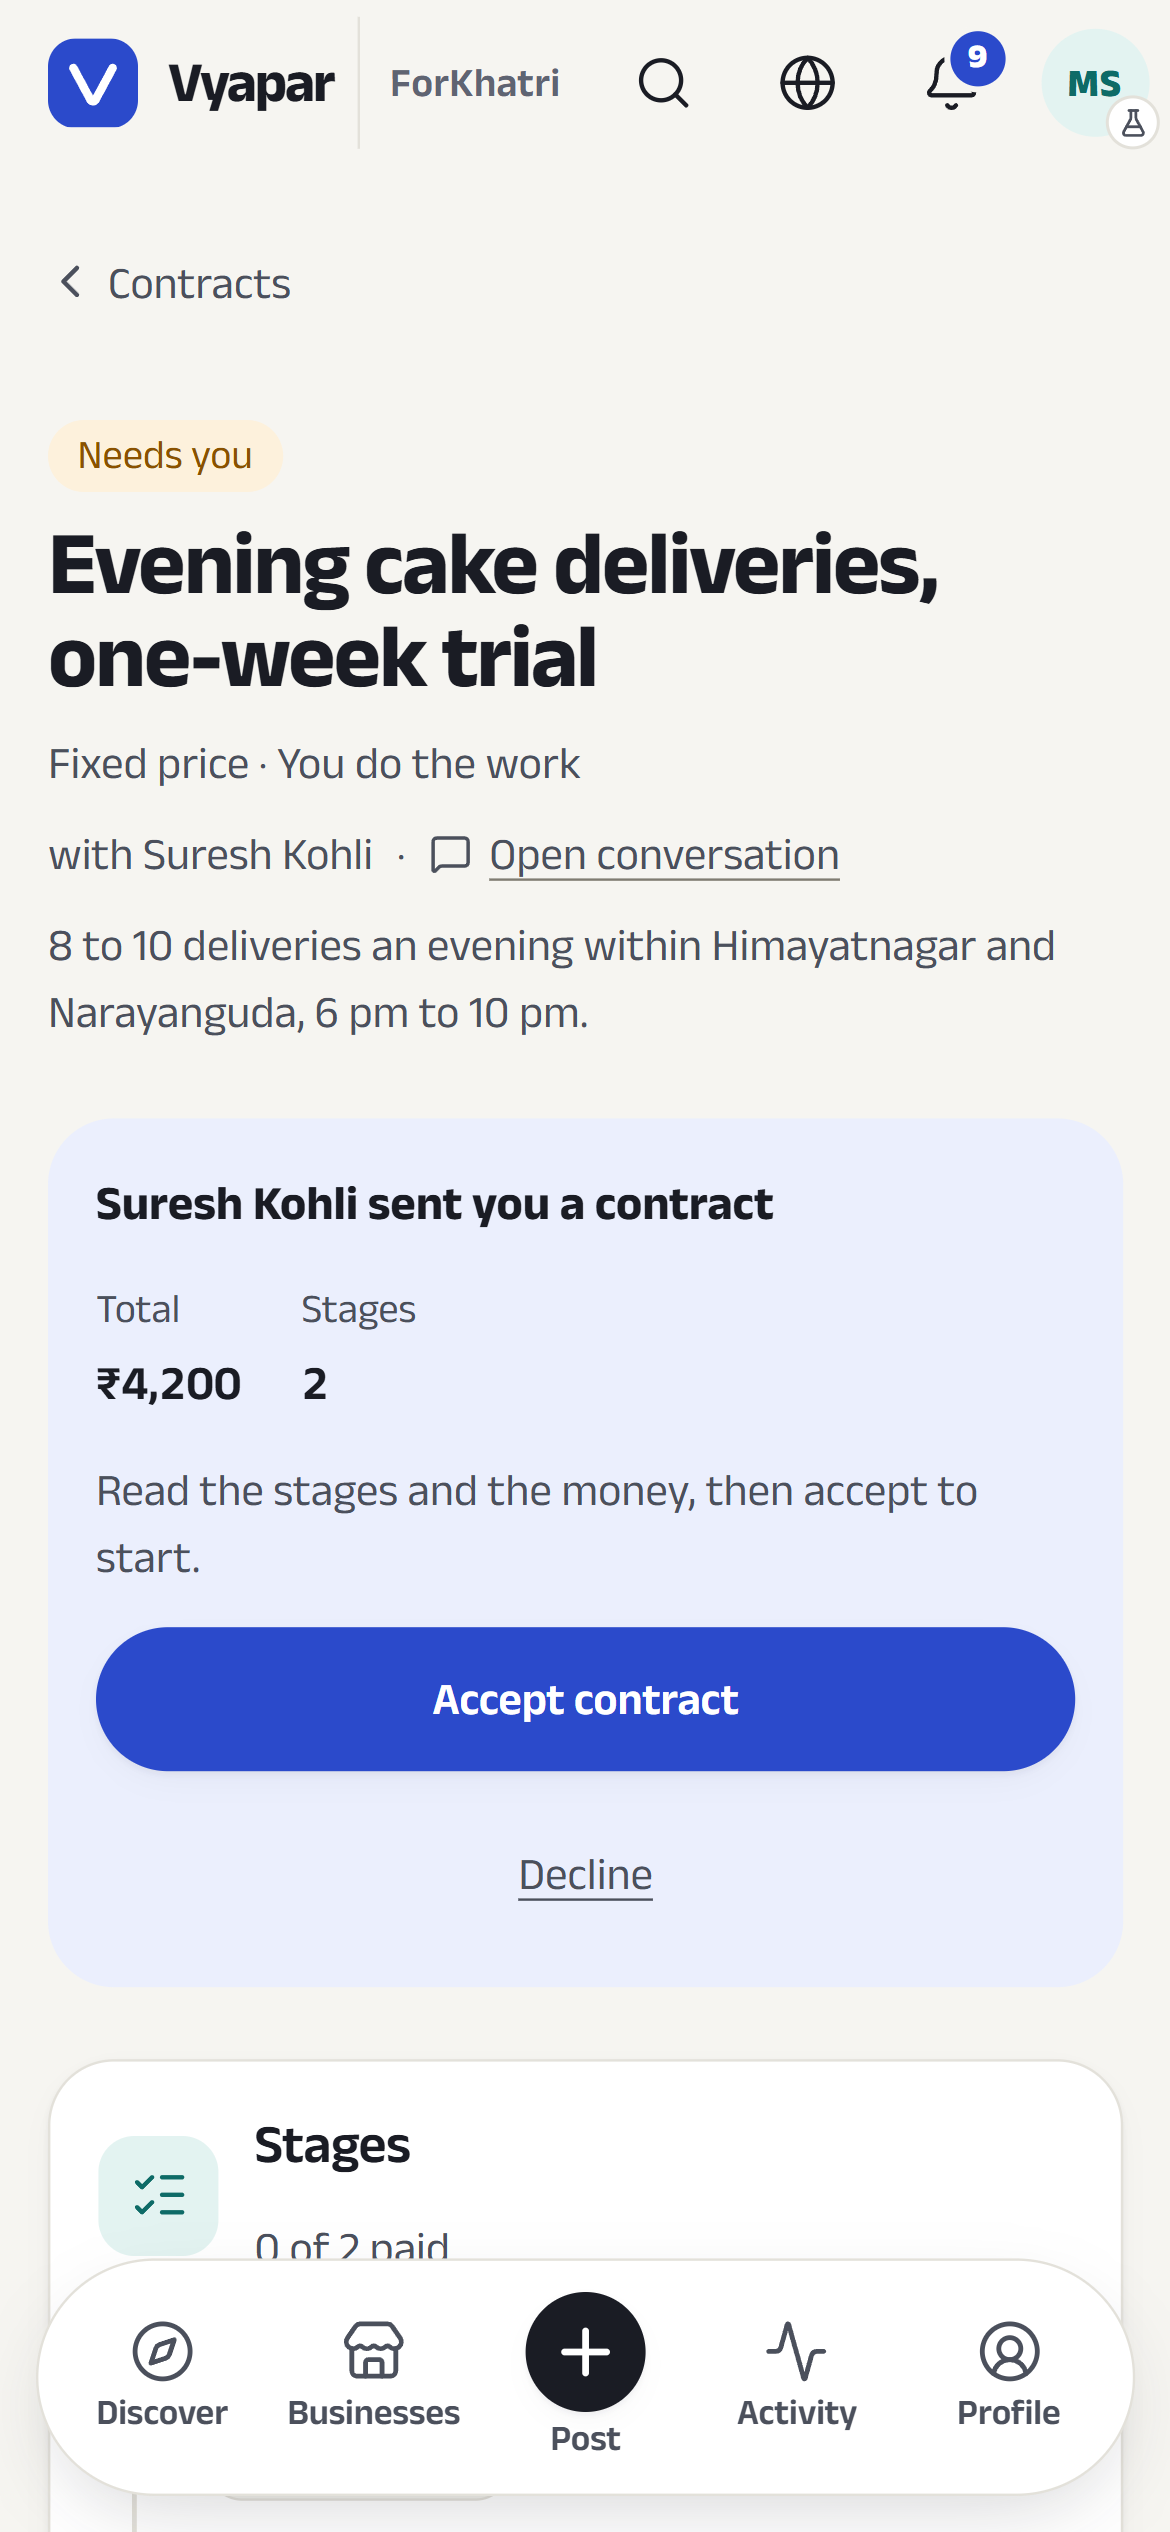 Vyapar
ForKhatri
9
MS
Contracts
Needs you
Evening cake deliveries,
one-week trial
Fixed price · You do the work
with Suresh Kohli · Open conversation
8 to 10 deliveries an evening within Himayatnagar and
Narayanguda, 6 pm to 10 pm.
Suresh Kohli sent you a contract
Total Stages
₹4,200 2
Read the stages and the money, then accept to
start.
Accept contract
Decline
Stages
0 of 2 paid
Discover
Businesses
Post
Activity
Profile